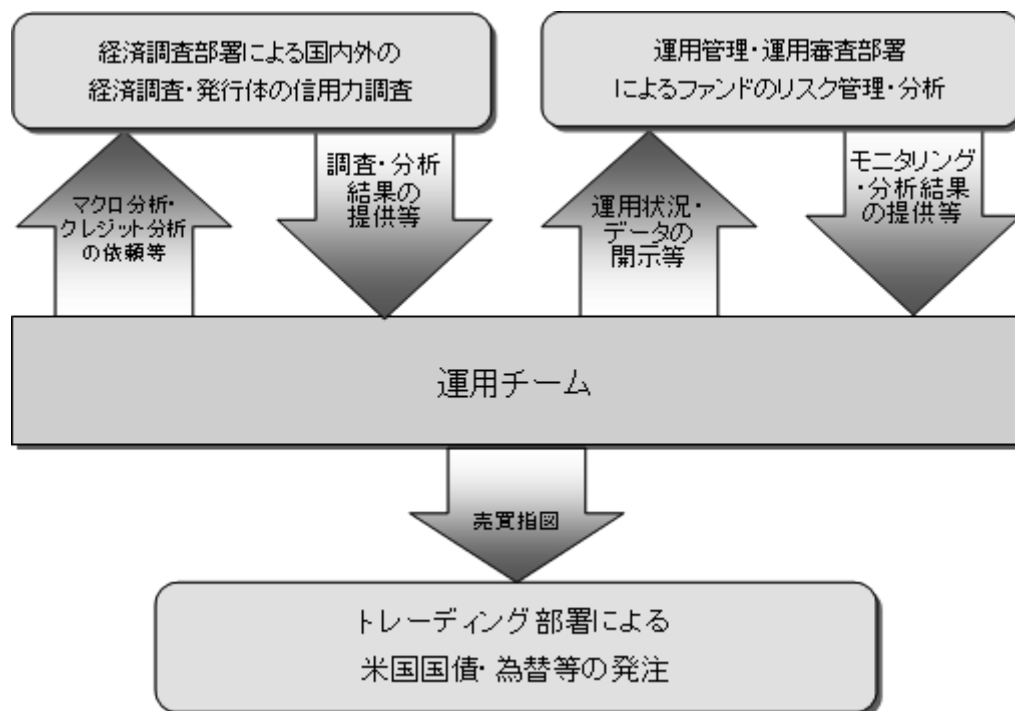 経済調査部署による国内外の
経済調査・発行体の信用力調査
運用管理・運用審査部署
によるファンドのリスク管理・分析
マクロ分析・
クレジット分析
の依頼等
調査・分析
結果の
提供等
運用状況・
データの
開示等
モニタリング
・分析結果
の提供等
運用チーム
売買指図
トレーディング部署による
米国国債・為替等の発注